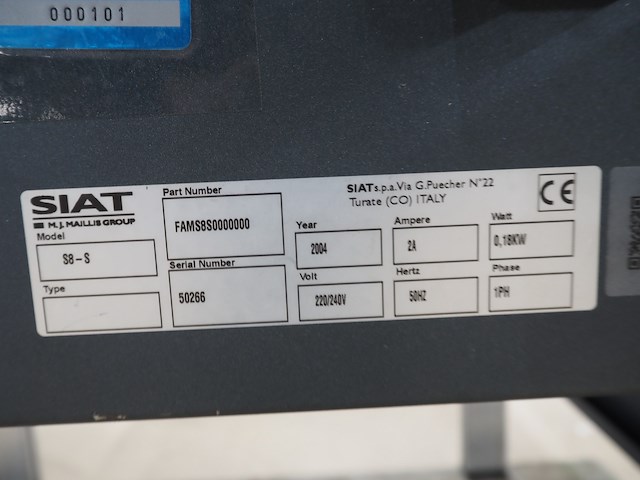 000101
SIAT
M.J. MAILLIS GROUP
Part Number
FAMS8S0000000
SIAT s.p.a. Via G.Puecher N°22
Turate (CO) ITALY
CE
Model
S8-S
Serial Number
50266
Type
Year
2004
Ampere
2A
Watt
0,18KW
Volt
220/240V
Hertz
50HZ
Phase
1PH